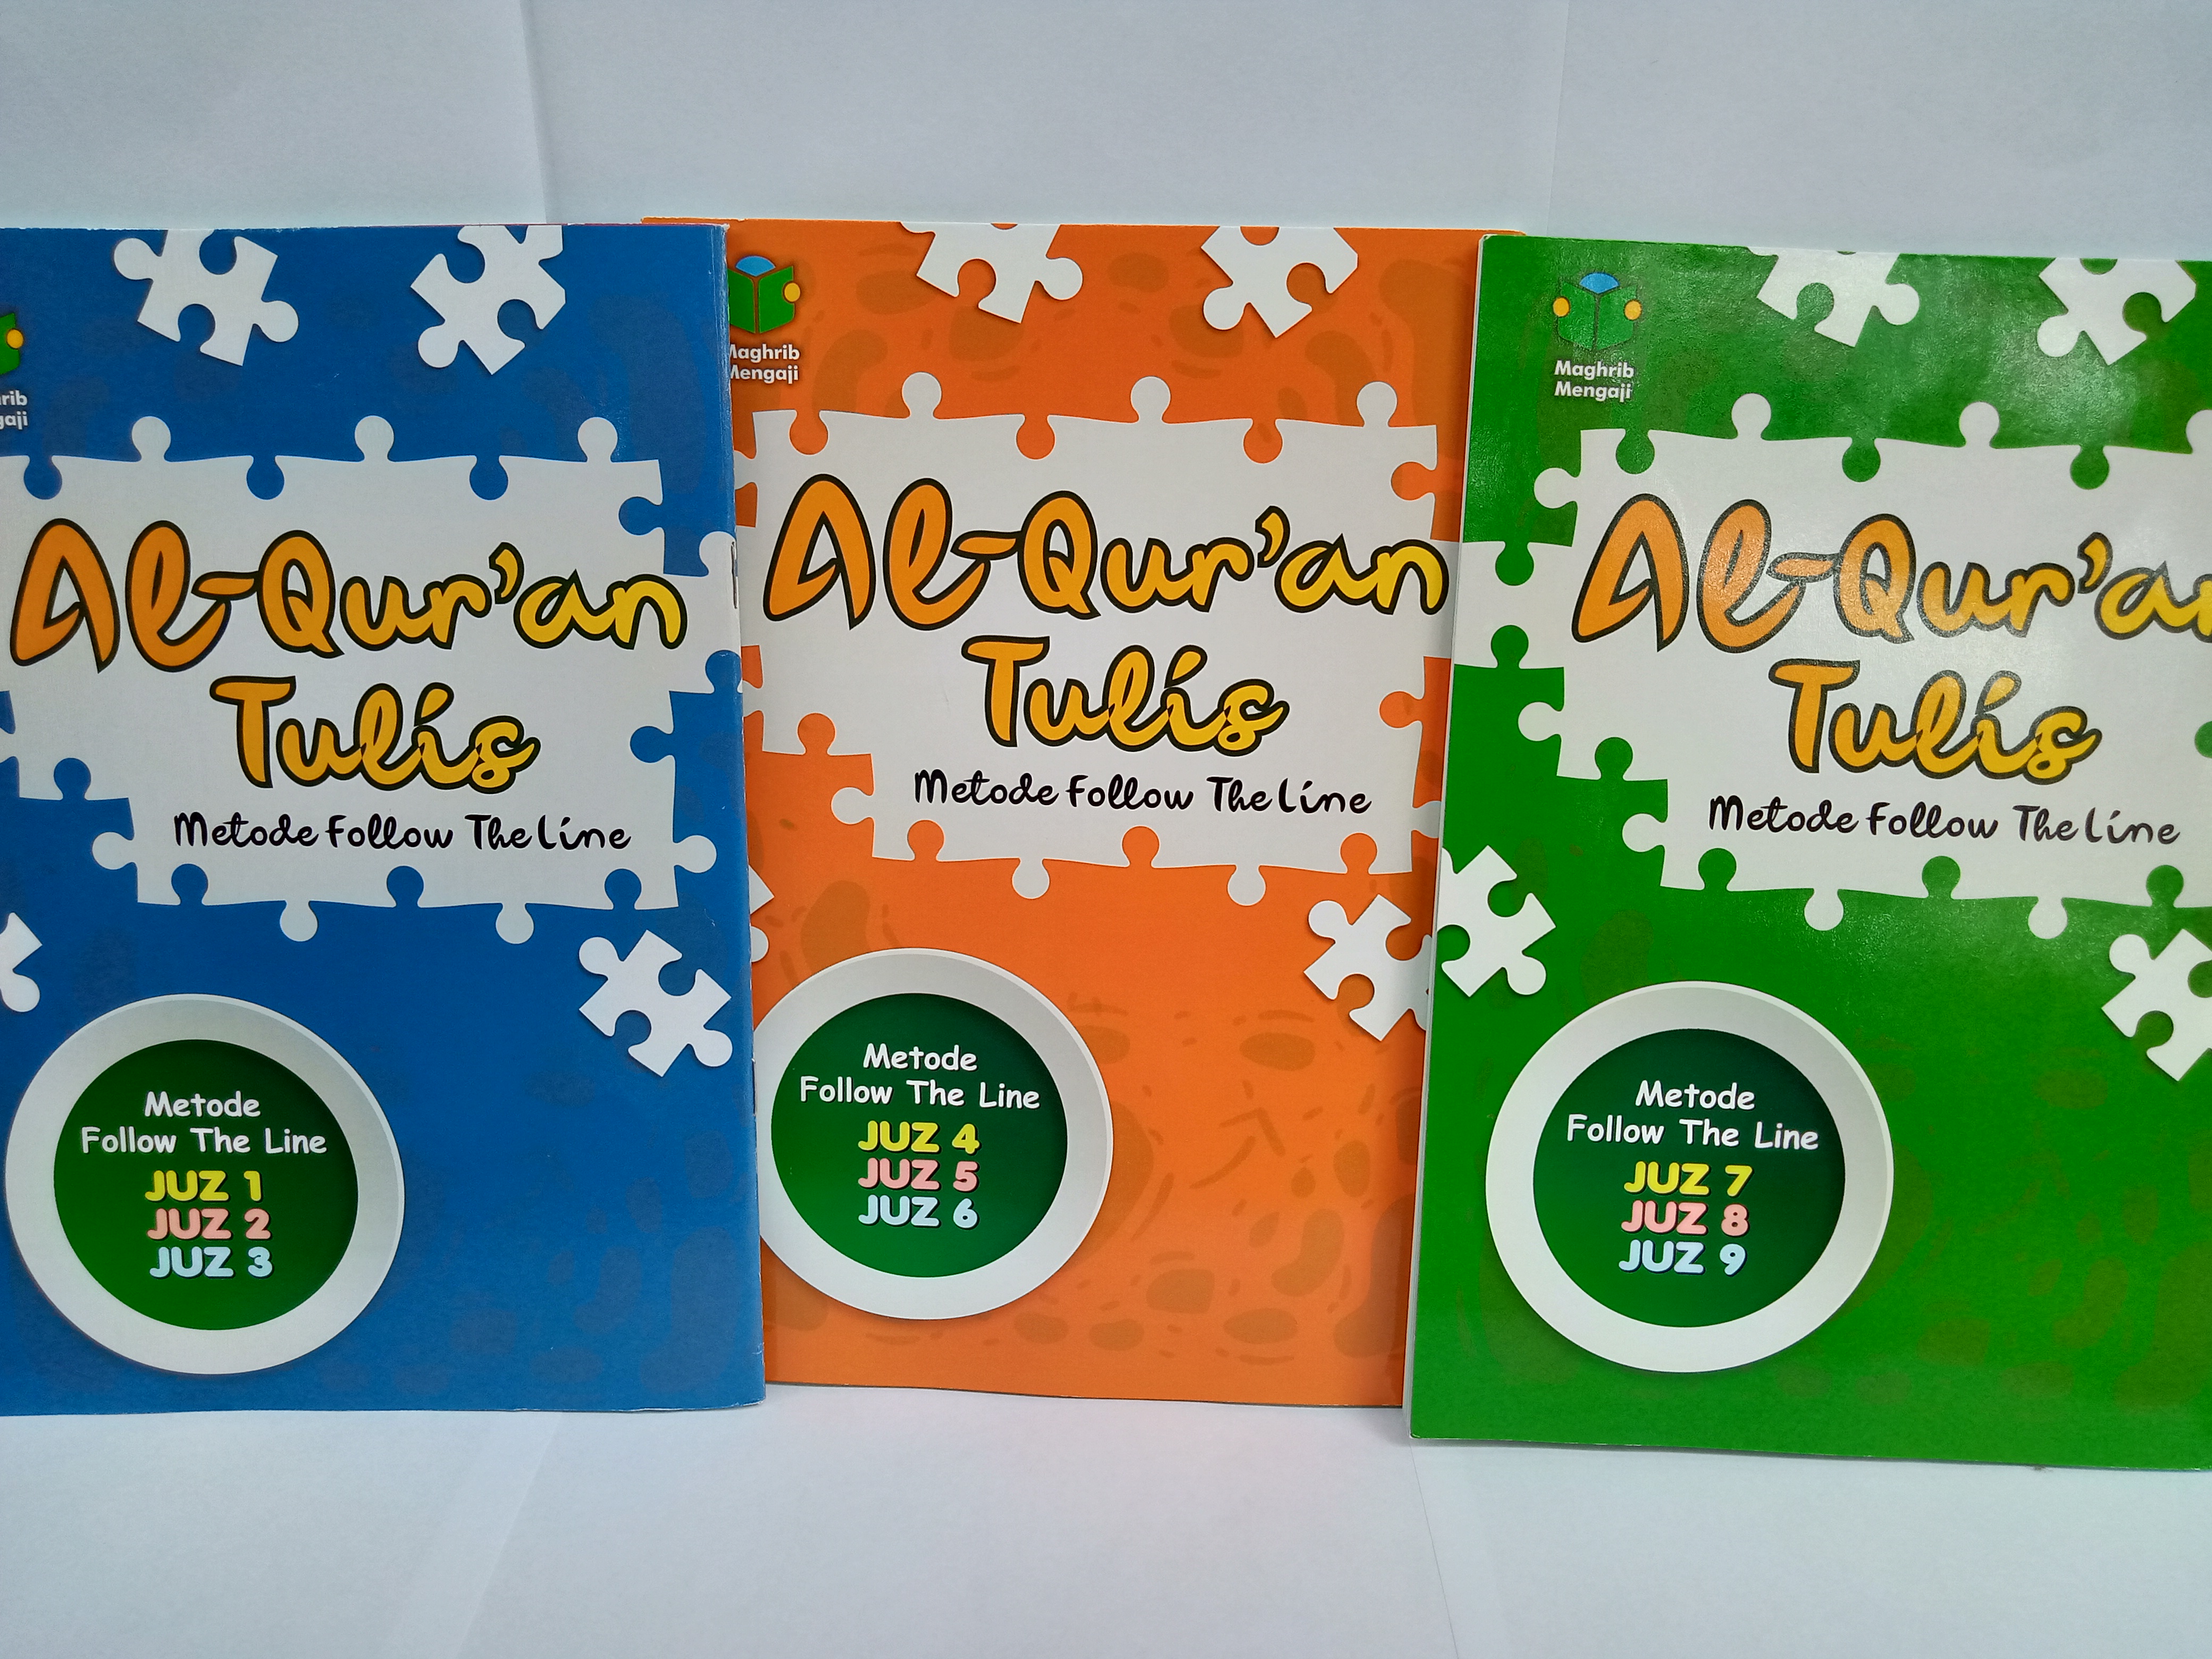 Al-Qur'an
Tulis
Metode Follow The Line
Metode
Follow The Line
JUZ 1
JUZ 2
JUZ 3
Maghrib
Mengaji
Al-Qur'an
Tulis
Metode Follow The Line
Metode
Follow The Line
JUZ 4
JUZ 5
JUZ 6
Maghrib
Mengaji
Al-Qur'an
Tulis
Metode Follow The Line
Metode
Follow The Line
JUZ 7
JUZ 8
JUZ 9